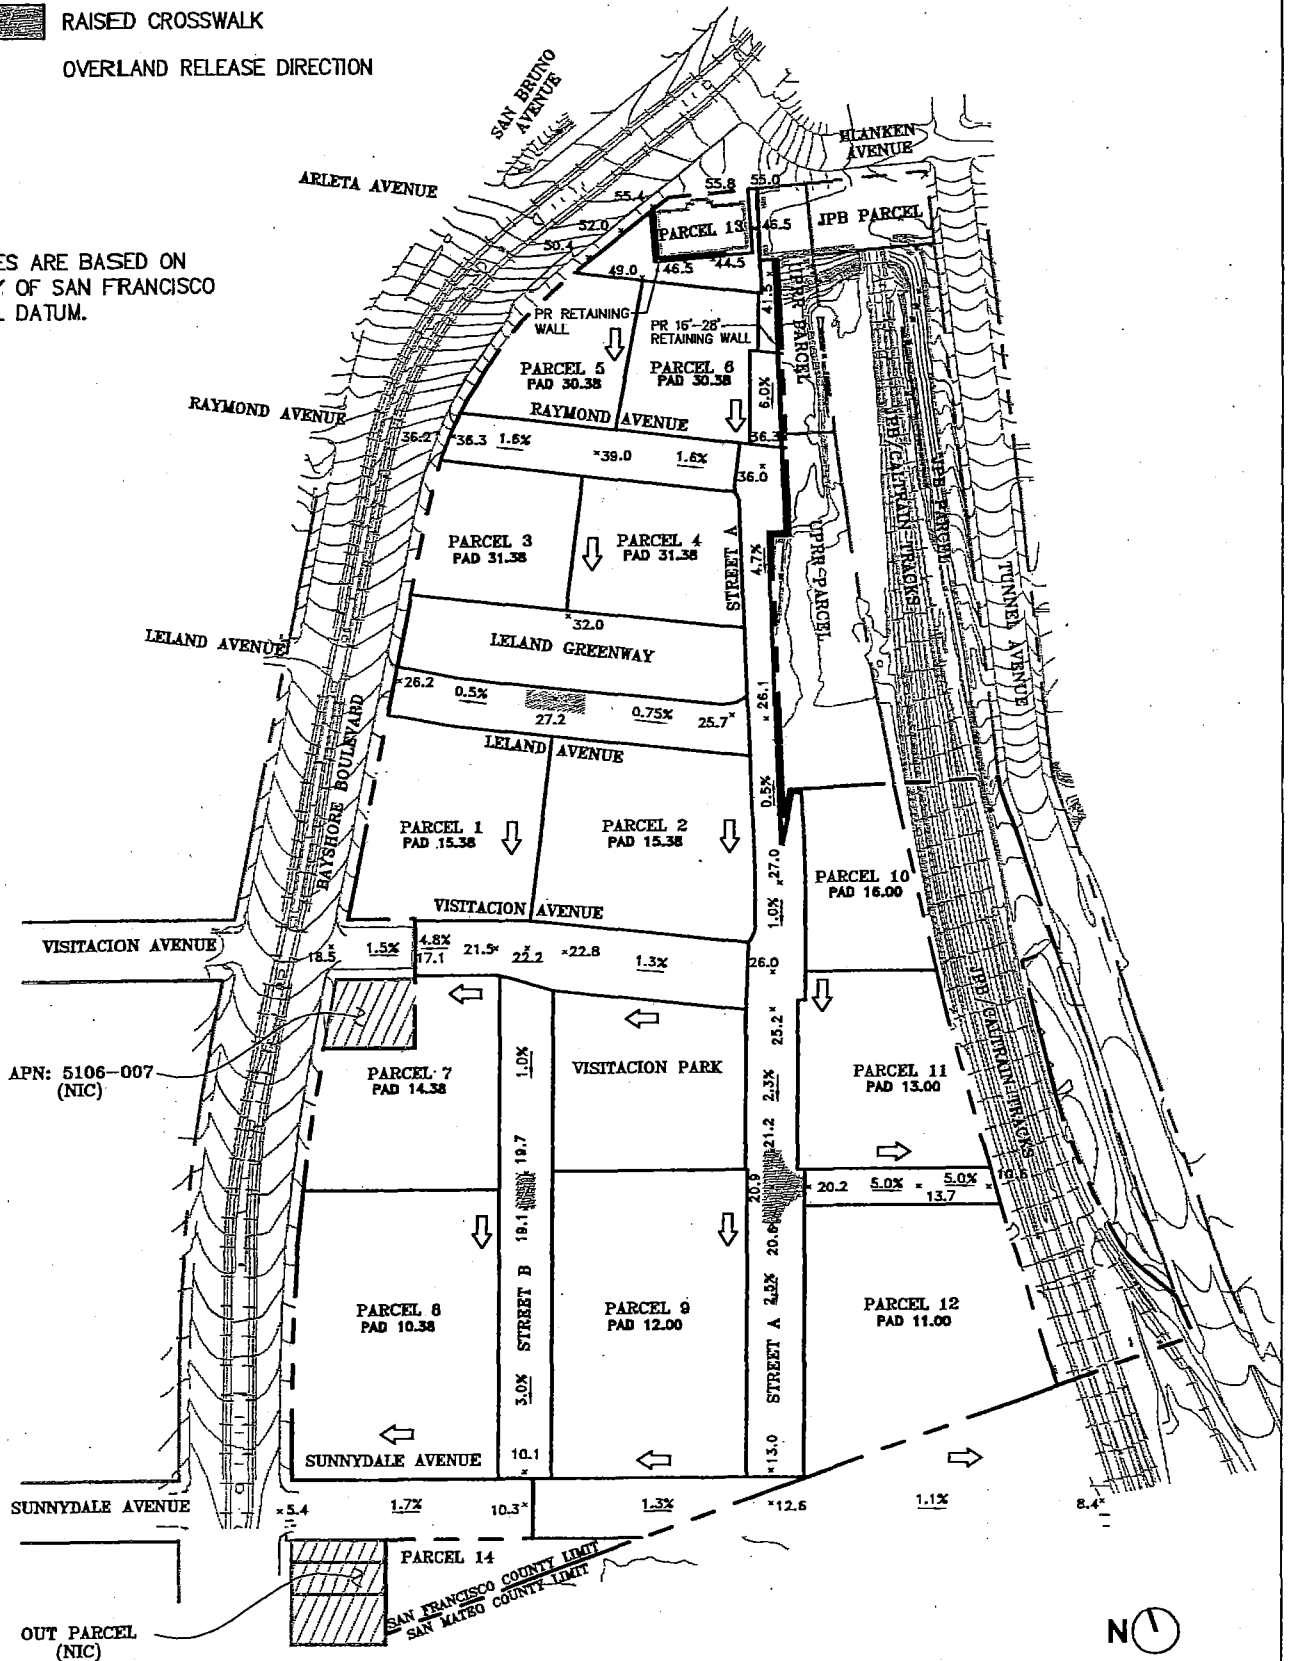 RAISED CROSSWALK
OVERLAND RELEASE DIRECTION
SAN BRUNO
AVENUE
BLANKEN
AVENUE
ARLETA AVENUE
55.4
55.8
55.0
52.0
50.4
PARCEL 13
46.5
JPB PARCEL
ES ARE BASED ON
Y OF SAN FRANCISCO
L DATUM.
49.0
46.5
44.5
41.5
UPRR PARCEL
PR RETAINING
WALL
PR 16'-28'
RETAINING WALL
PARCEL 5
PAD 30.38
PARCEL 6
PAD 30.38
6.0%
RAYMOND AVENUE
RAYMOND AVENUE
36.2
36.3
1.6%
39.0
1.6%
36.3
36.0
JPB/CALTRAIN TRACKS
JPB PARCEL
PARCEL 3
PAD 31.38
PARCEL 4
PAD 31.38
STREET A
4.7%
UPRR PARCEL
TUNNEL AVENUE
32.0
LELAND AVENUE
LELAND GREENWAY
26.2
0.5%
27.2
0.75%
25.7
26.1
LELAND AVENUE
BAYSHORE BOULEVARD
0.5%
PARCEL 1
PAD 15.38
PARCEL 2
PAD 15.38
27.0
PARCEL 10
PAD 16.00
1.0%
VISITACION AVENUE
VISITACION AVENUE
18.5
1.5%
4.8%
17.1
21.5
22.2
22.8
1.3%
26.0
25.2
JPB/CALTRAIN TRACKS
APN: 5106-007
(NIC)
PARCEL 7
PAD 14.38
1.0%
VISITACION PARK
2.3%
PARCEL 11
PAD 13.00
19.7
21.2
20.9
20.2
5.0%
13.7
5.0%
10.6
19.1
20.6
STREET B
PARCEL 8
PAD 10.38
PARCEL 9
PAD 12.00
2.5%
PARCEL 12
PAD 11.00
3.0%
STREET A
SUNNYDALE AVENUE
10.1
13.0
SUNNYDALE AVENUE
5.4
1.7%
10.3
1.3%
12.6
1.1%
8.4
PARCEL 14
SAN FRANCISCO COUNTY LIMIT
SAN MATEO COUNTY LIMIT
OUT PARCEL
(NIC)
N